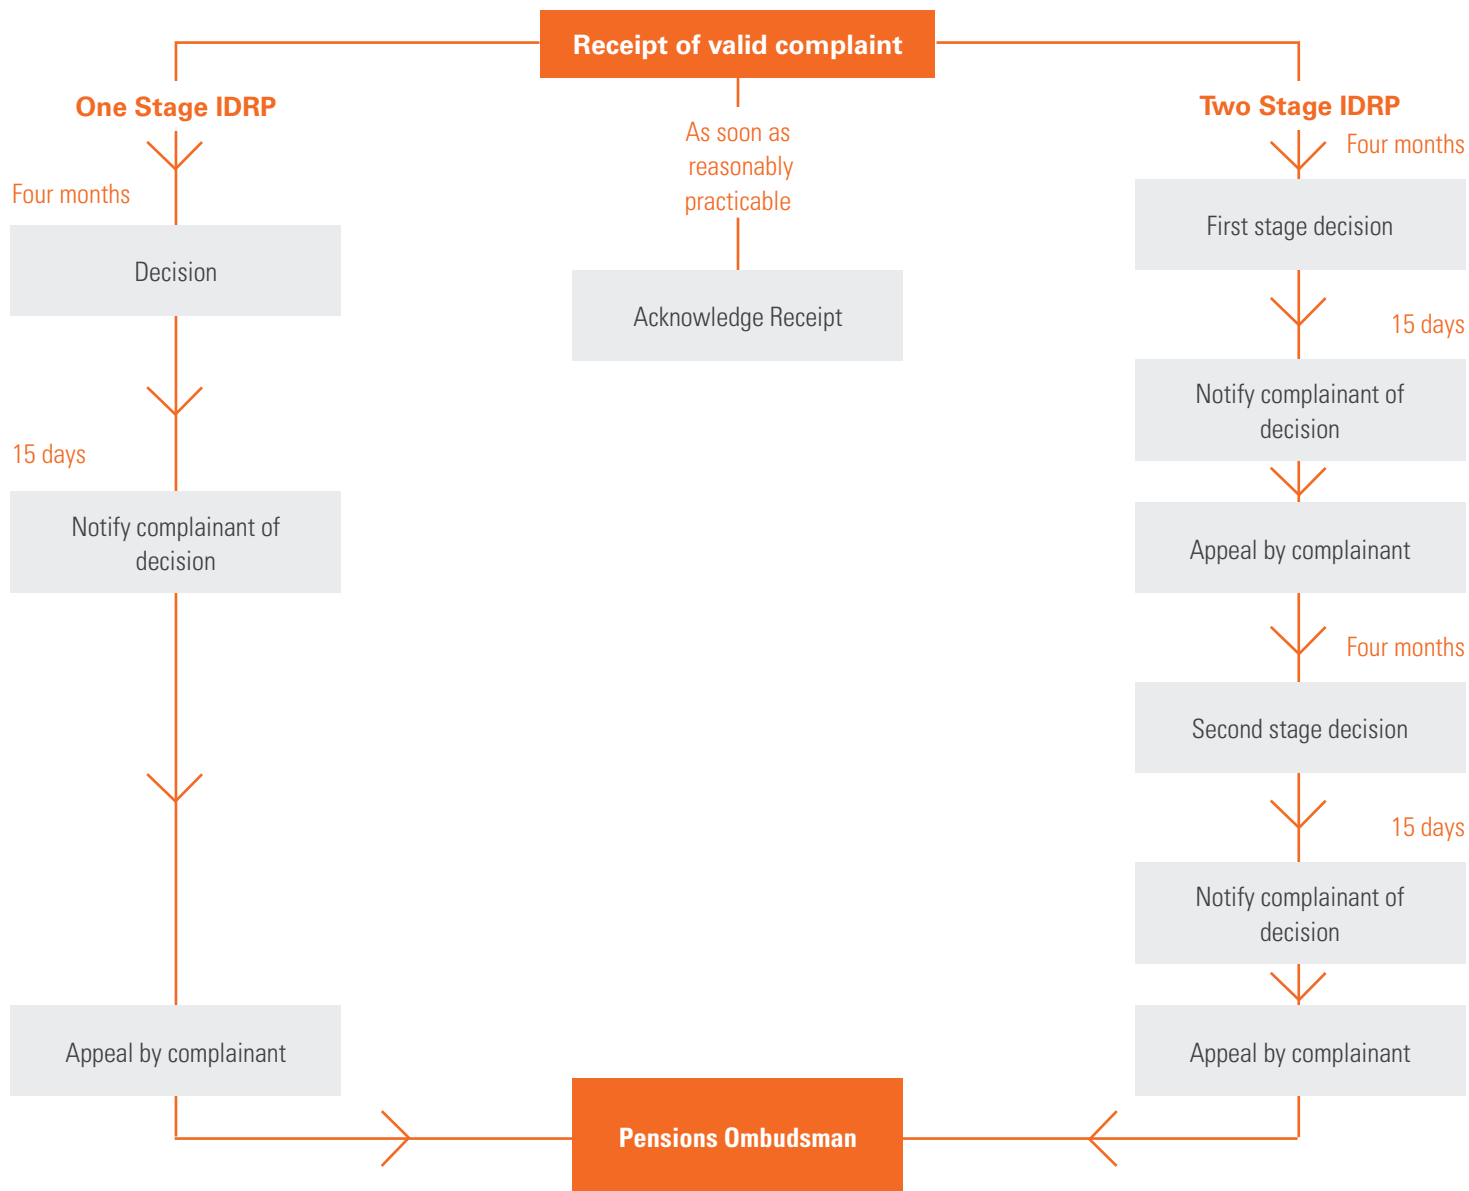 Receipt of valid complaint
One Stage IDRP
Four months
Decision
15 days
Notify complainant of
decision
Appeal by complainant
As soon as
reasonably
practicable
Acknowledge Receipt
Two Stage IDRP
Four months
First stage decision
15 days
Notify complainant of
decision
Appeal by complainant
Four months
Second stage decision
15 days
Notify complainant of
decision
Appeal by complainant
Pensions Ombudsman